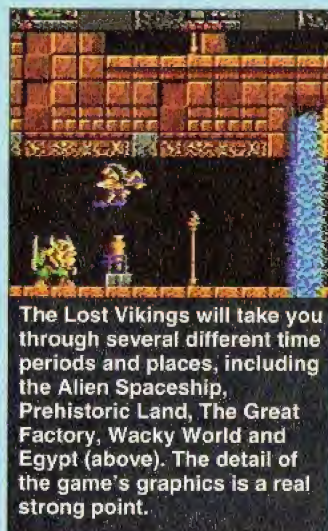 The Lost Vikings will take you
through several different time
periods and places, including
the Alien Spaceship,
Prehistoric Land, The Great
Factory, Wacky World and
Egypt (above). The detail of
the game's graphics is a real
strong point.